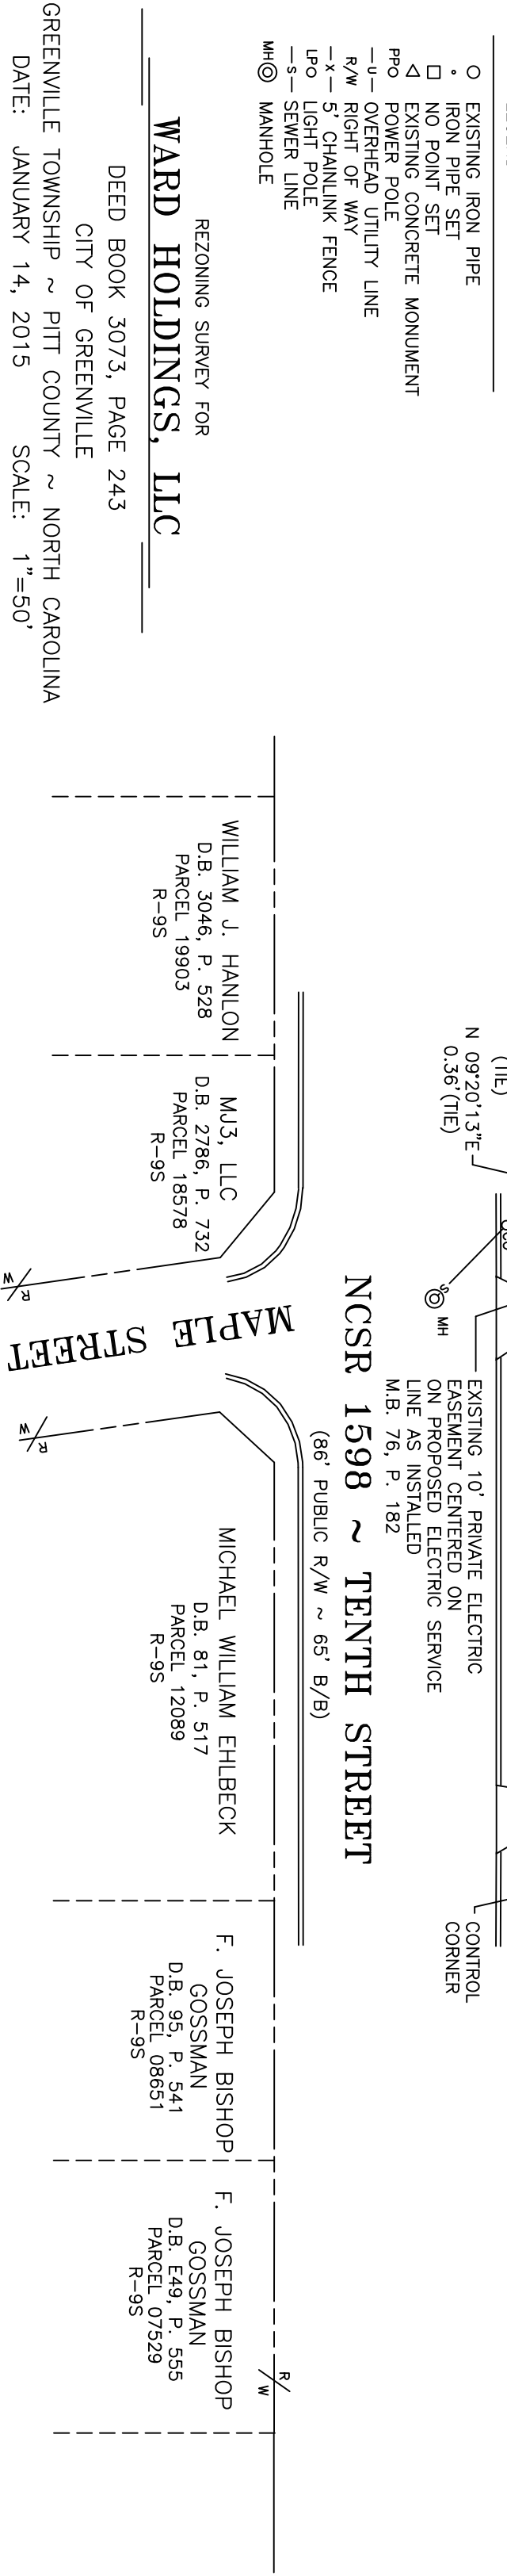 EXISTING IRON PIPE
IRON PIPE SET
NO POINT SET
EXISTING CONCRETE MONUMENT
PPO POWER POLE
—U— OVERHEAD UTILITY LINE
R/W RIGHT OF WAY
—X— 5' CHAINLINK FENCE
LPO LIGHT POLE
—S— SEWER LINE
MH MANHOLE
REZONING SURVEY FOR
WARD HOLDINGS, LLC
DEED BOOK 3073, PAGE 243
CITY OF GREENVILLE
GREENVILLE TOWNSHIP ~ PITT COUNTY ~ NORTH CAROLINA
DATE: JANUARY 14, 2015 SCALE: 1"=50'
(TIE)
N 09°20'13"E
0.36'(TIE)
S
MH
EXISTING 10' PRIVATE ELECTRIC
EASEMENT CENTERED ON
ON PROPOSED ELECTRIC SERVICE
LINE AS INSTALLED
M.B. 76, P. 182
CONTROL
CORNER
NCSR 1598 ~ TENTH STREET
(86' PUBLIC R/W ~ 65' B/B)
WILLIAM J. HANLON
D.B. 3046, P. 528
PARCEL 19903
R-9S
MJ3, LLC
D.B. 2786, P. 732
PARCEL 18578
R-9S
R/W
MAPLE STREET
R/W
MICHAEL WILLIAM EHLBECK
D.B. 81, P. 517
PARCEL 12089
R-9S
F. JOSEPH BISHOP
GOSSMAN
D.B. 95, P. 541
PARCEL 08651
R-9S
F. JOSEPH BISHOP
GOSSMAN
D.B. E49, P. 555
PARCEL 07529
R-9S
R/W